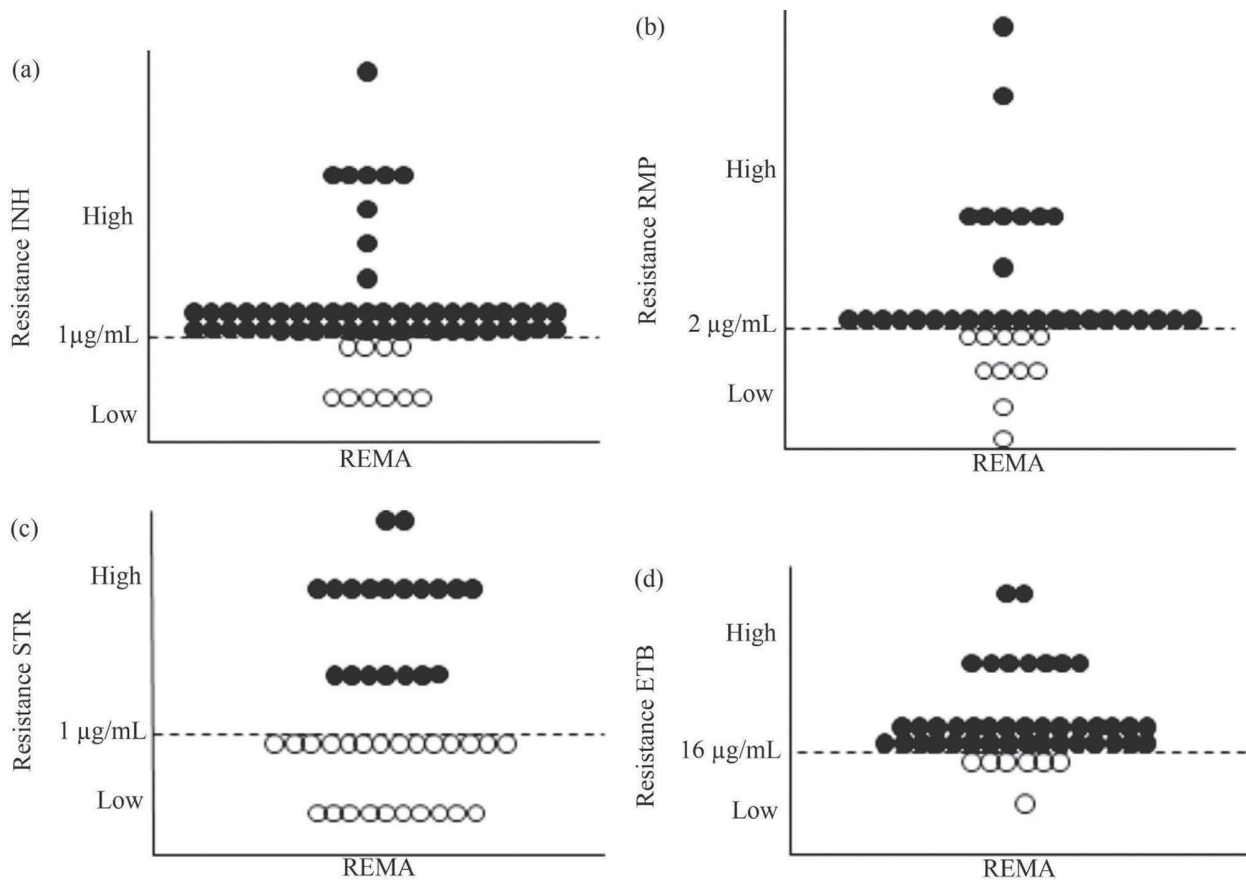 (a)
Resistance INH
High
1µg/mL
Low
REMA
(b)
Resistance RMP
High
2 µg/mL
Low
REMA
(c)
Resistance STR
High
1 µg/mL
Low
REMA
(d)
Resistance ETB
High
16 µg/mL
Low
REMA